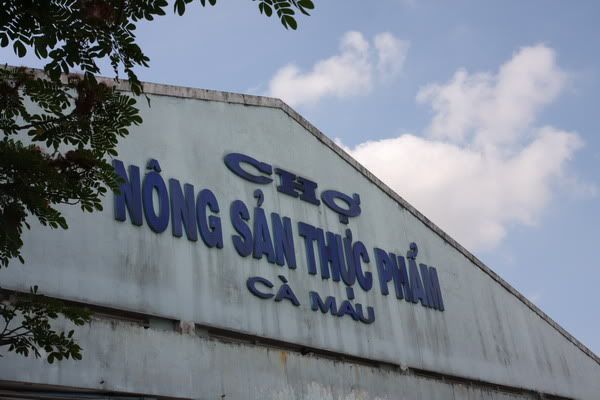 CHỢ
NÔNG SẢN THỰC PHẨM
CÀ MAU